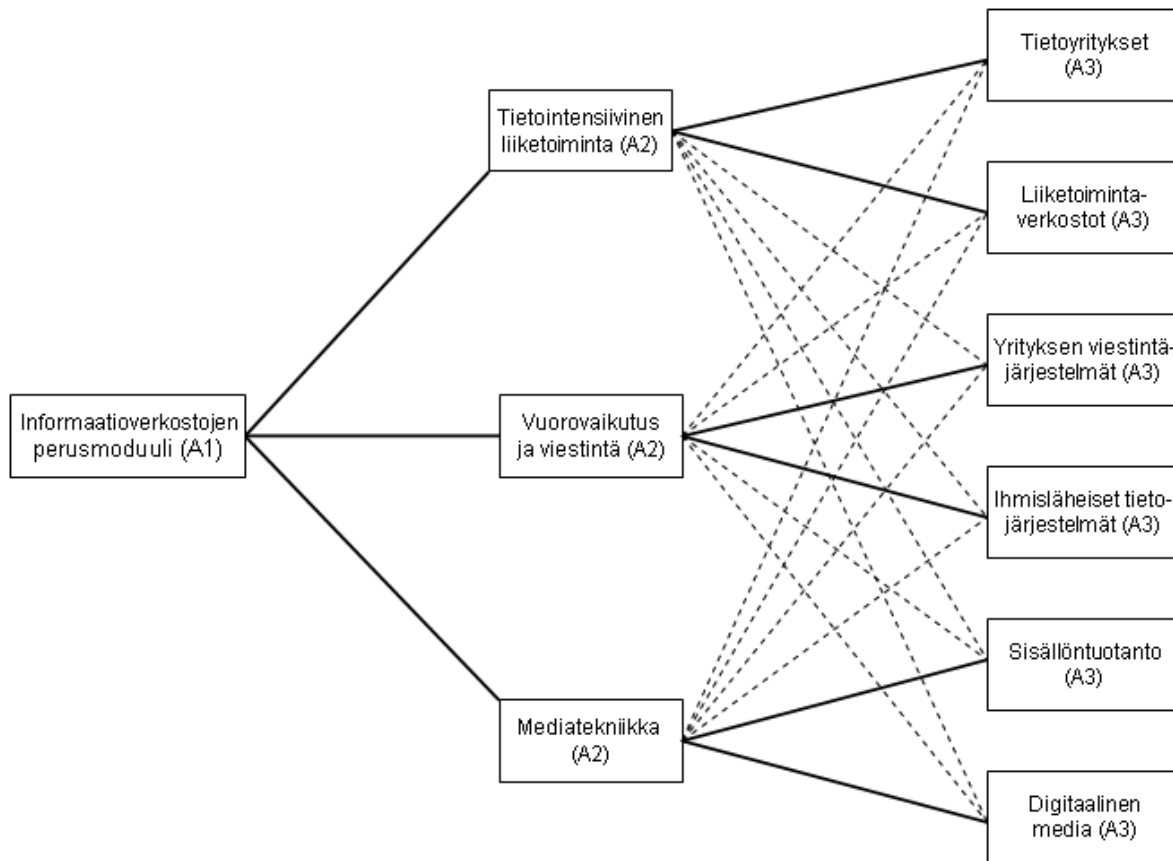 Informaatioverkostojen
perusmoduuli (A1)
Tietointensiivinen
liiketoiminta (A2)
Vuorovaikutus
ja viestintä (A2)
Mediatekniikka
(A2)
Tietoyritykset
(A3)
Liiketoiminta-
verkostot (A3)
Yrityksen viestintä-
järjestelmät (A3)
Ihmisläheiset tieto-
järjestelmät (A3)
Sisällöntuotanto
(A3)
Digitaalinen
media (A3)